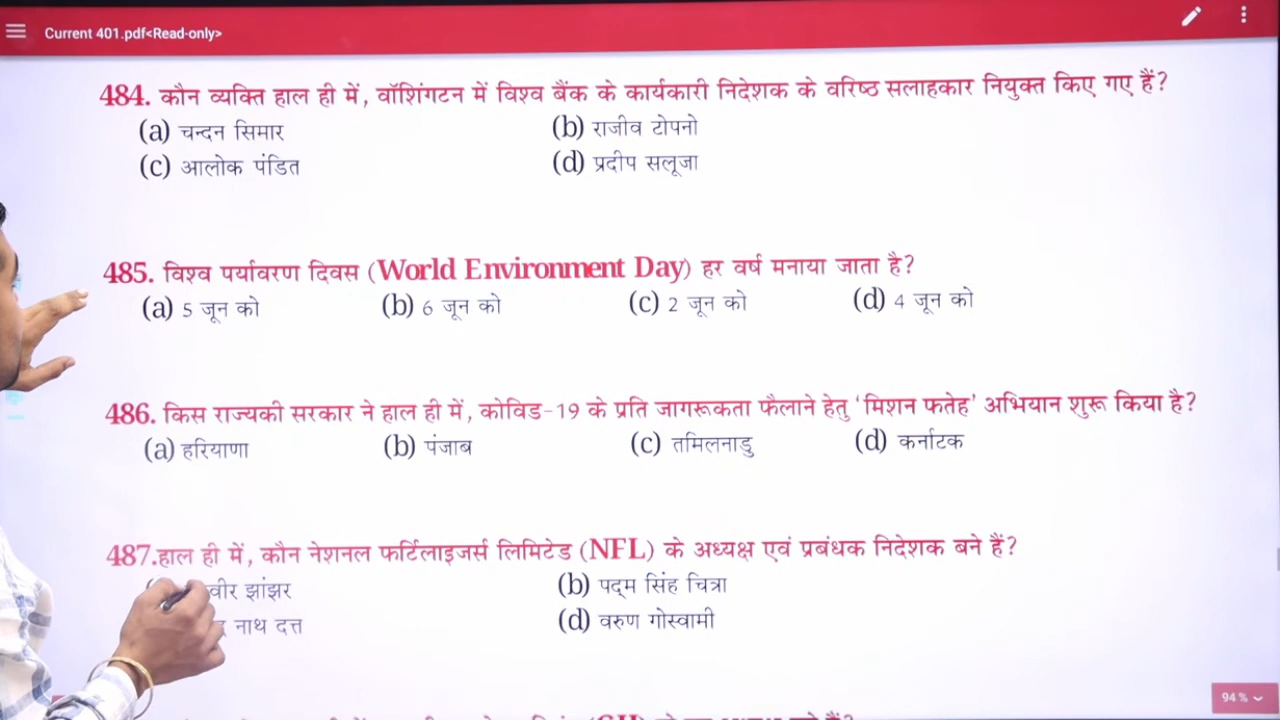 Current 401.pdf<Read-only>
484. कौन व्यक्ति हाल ही में, वॉशिंगटन में विश्व बैंक के कार्यकारी निदेशक के वरिष्ठ सलाहकार नियुक्त किए गए हैं?
(a) चन्दन सिमार (b) राजीव टोपनो
(c) आलोक पंडित (d) प्रदीप सलूजा
485. विश्व पर्यावरण दिवस (World Environment Day) हर वर्ष मनाया जाता है?
(a) 5 जून को (b) 6 जून को (c) 2 जून को (d) 4 जून को
486. किस राज्यकी सरकार ने हाल ही में, कोविड-19 के प्रति जागरूकता फैलाने हेतु 'मिशन फतेह' अभियान शुरू किया है?
(a) हरियाणा (b) पंजाब (c) तमिलनाडु (d) कर्नाटक
487.हाल ही में, कौन नेशनल फर्टिलाइजर्स लिमिटेड (NFL) के अध्यक्ष एवं प्रबंधक निदेशक बने हैं?
वीर झांझर (b) पद्म सिंह चित्रा
नाथ दत्त (d) वरुण गोस्वामी
94 %